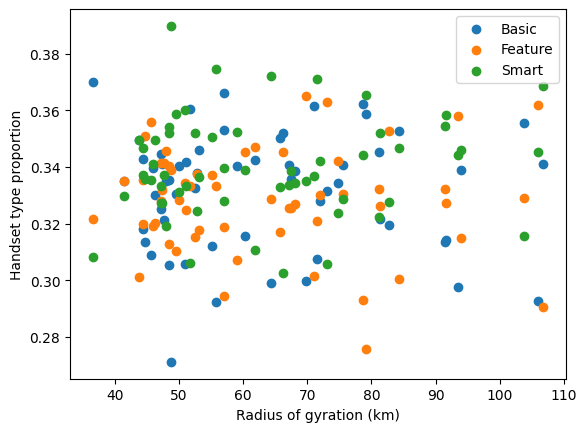 Basic
Feature
Smart
Handset type proportion
0.38
0.36
0.34
0.32
0.30
0.28
40 50 60 70 80 90 100 110
Radius of gyration (km)